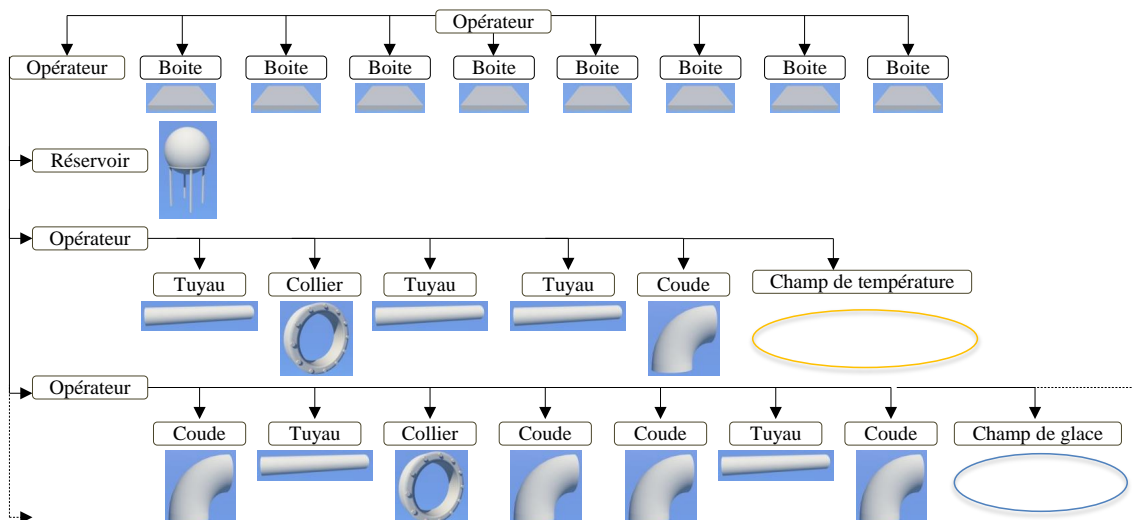 Opérateur
Opérateur Boite Boite Boite Boite Boite Boite Boite Boite
Réservoir
Opérateur
Tuyau Collier Tuyau Tuyau Coude Champ de température
Opérateur
Coude Tuyau Collier Coude Coude Tuyau Coude Champ de glace